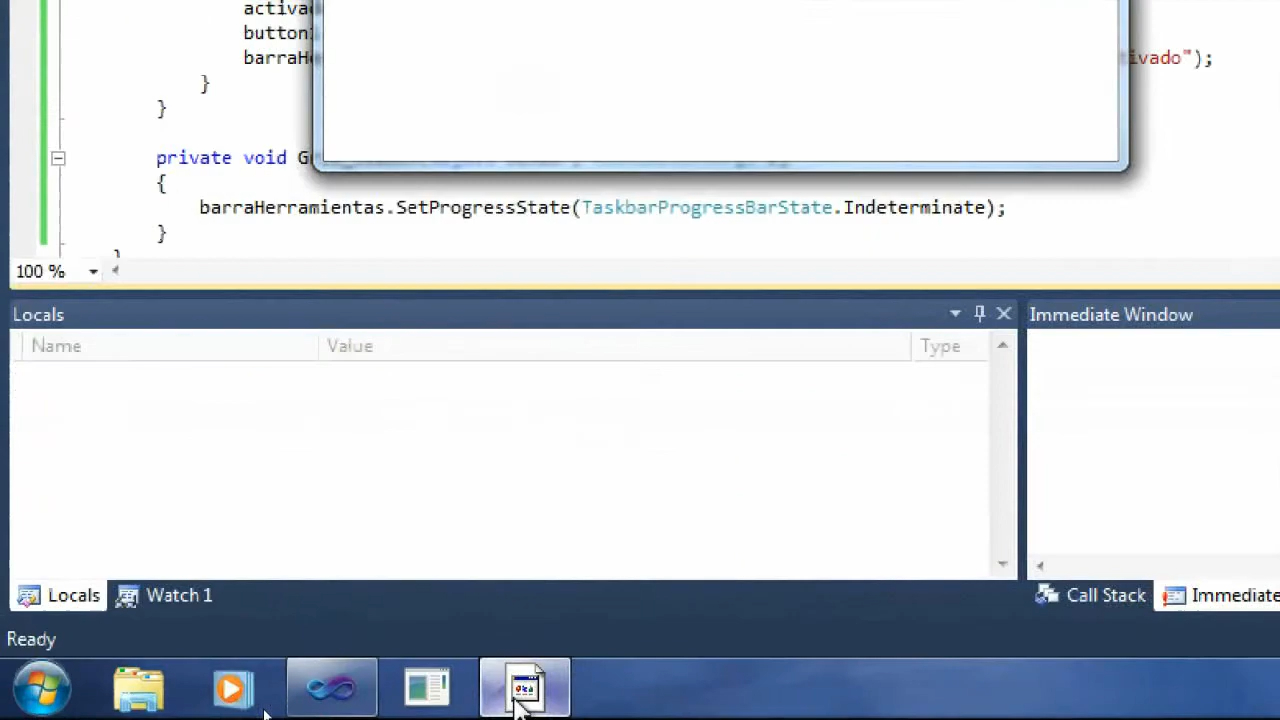 activa
button
barraH
ivado");
}
}
private void G
{
barraHerramientas.SetProgressState(TaskbarProgressBarState.Indeterminate);
}
100 %
Locals
Immediate Window
Name
Value
Type
Locals
Watch 1
Call Stack
Immediate
Ready